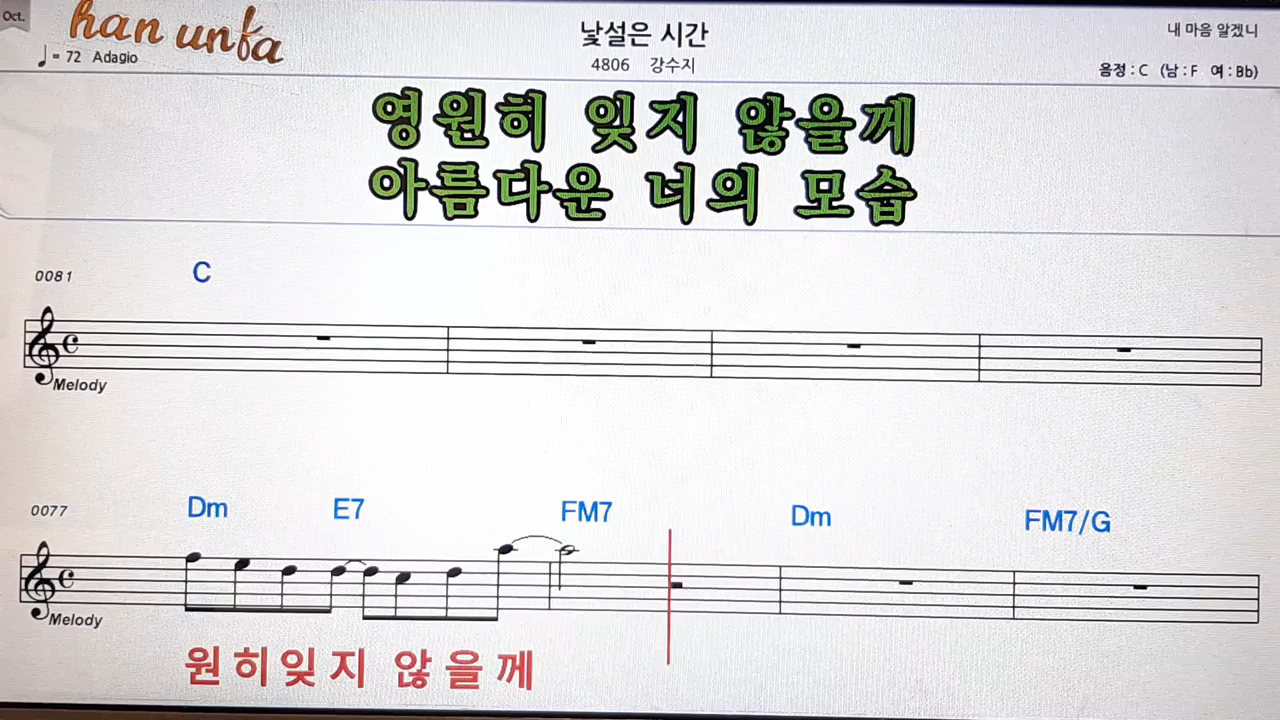 Oct.
han unfa
낯설은 시간
내 마음 알겠니
= 72 Adagio
4806 강수지
음정 : C (남 : F 여 : Bb)
영원히 잊지 않을께
아름다운 너의 모습
0081
C
Melody
0077
Dm E7 FM7 Dm FM7/G
Melody
원 히 잊 지 않 을 께